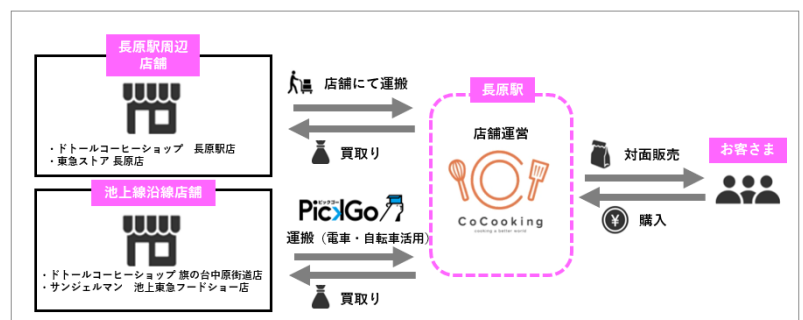 長原駅周辺
店舗
・ドトールコーヒーショップ　長原駅店
・東急ストア 長原店
店舗にて運搬
買取り
池上線沿線店舗
・ドトールコーヒーショップ 旗の台中原街道店
・サンジェルマン　池上東急フードショー店
ピックゴー
PickGo
運搬（電車・自転車活用）
買取り
長原駅
店舗運営
CoCooking
cooking a better world
対面販売
¥
購入
お客さま